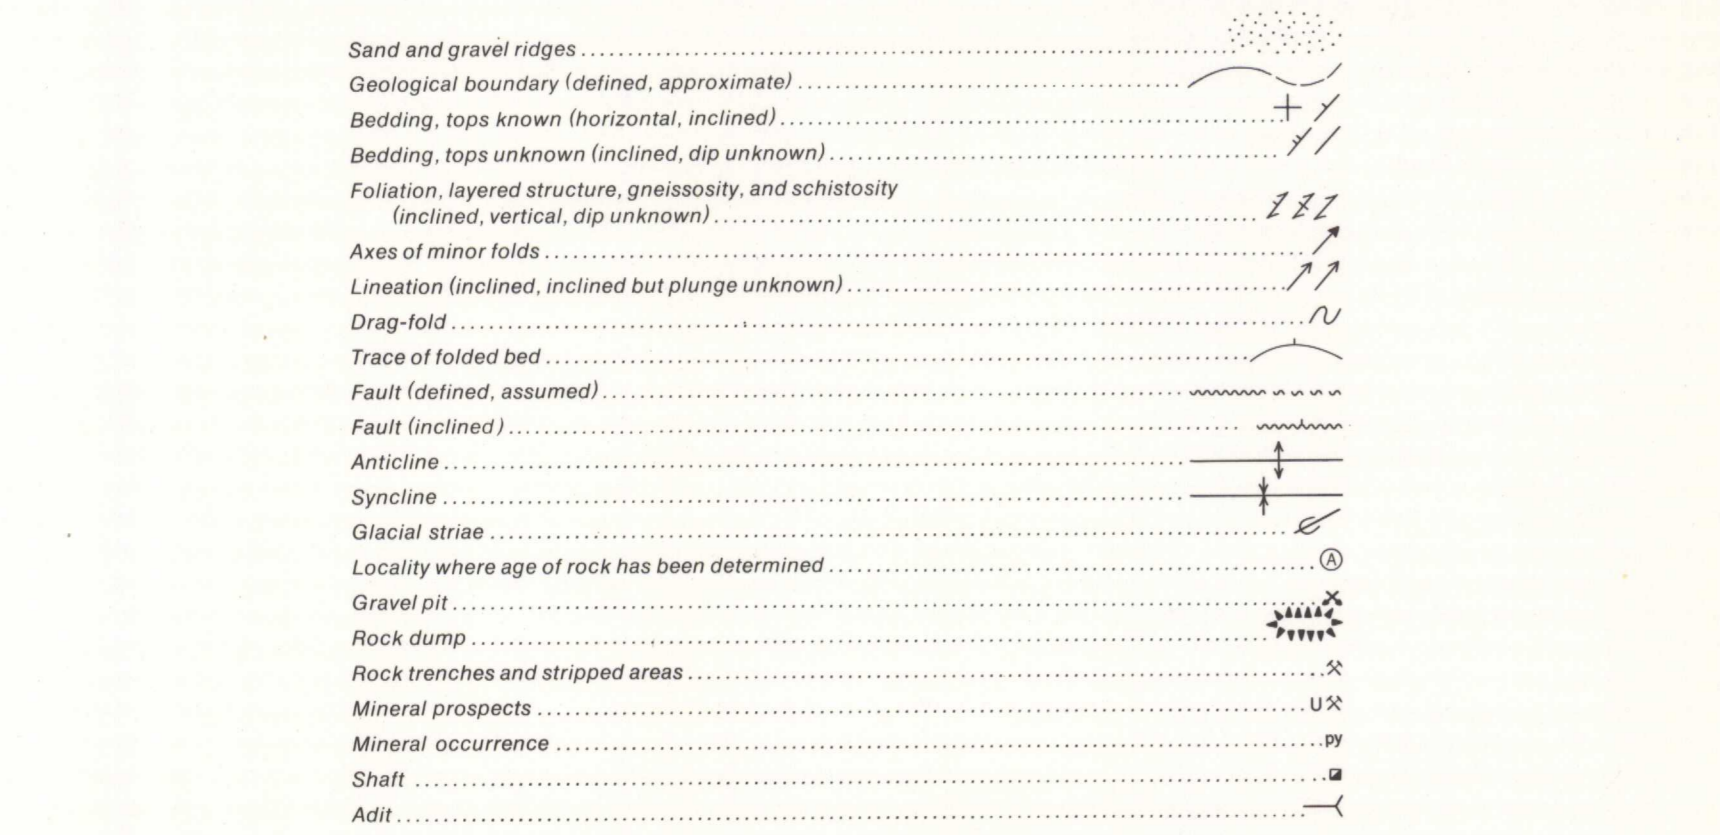 Sand and gravel ridges
Geological boundary (defined, approximate)
Bedding, tops known (horizontal, inclined)
Bedding, tops unknown (inclined, dip unknown)
Foliation, layered structure, gneissosity, and schistosity
(inclined, vertical, dip unknown)
Axes of minor folds
Lineation (inclined, inclined but plunge unknown)
Drag-fold
Trace of folded bed
Fault (defined, assumed)
Fault (inclined)
Anticline
Syncline
Glacial striae
Locality where age of rock has been determined A
Gravel pit
Rock dump
Rock trenches and stripped areas
Mineral prospects U
Mineral occurrence py
Shaft
Adit